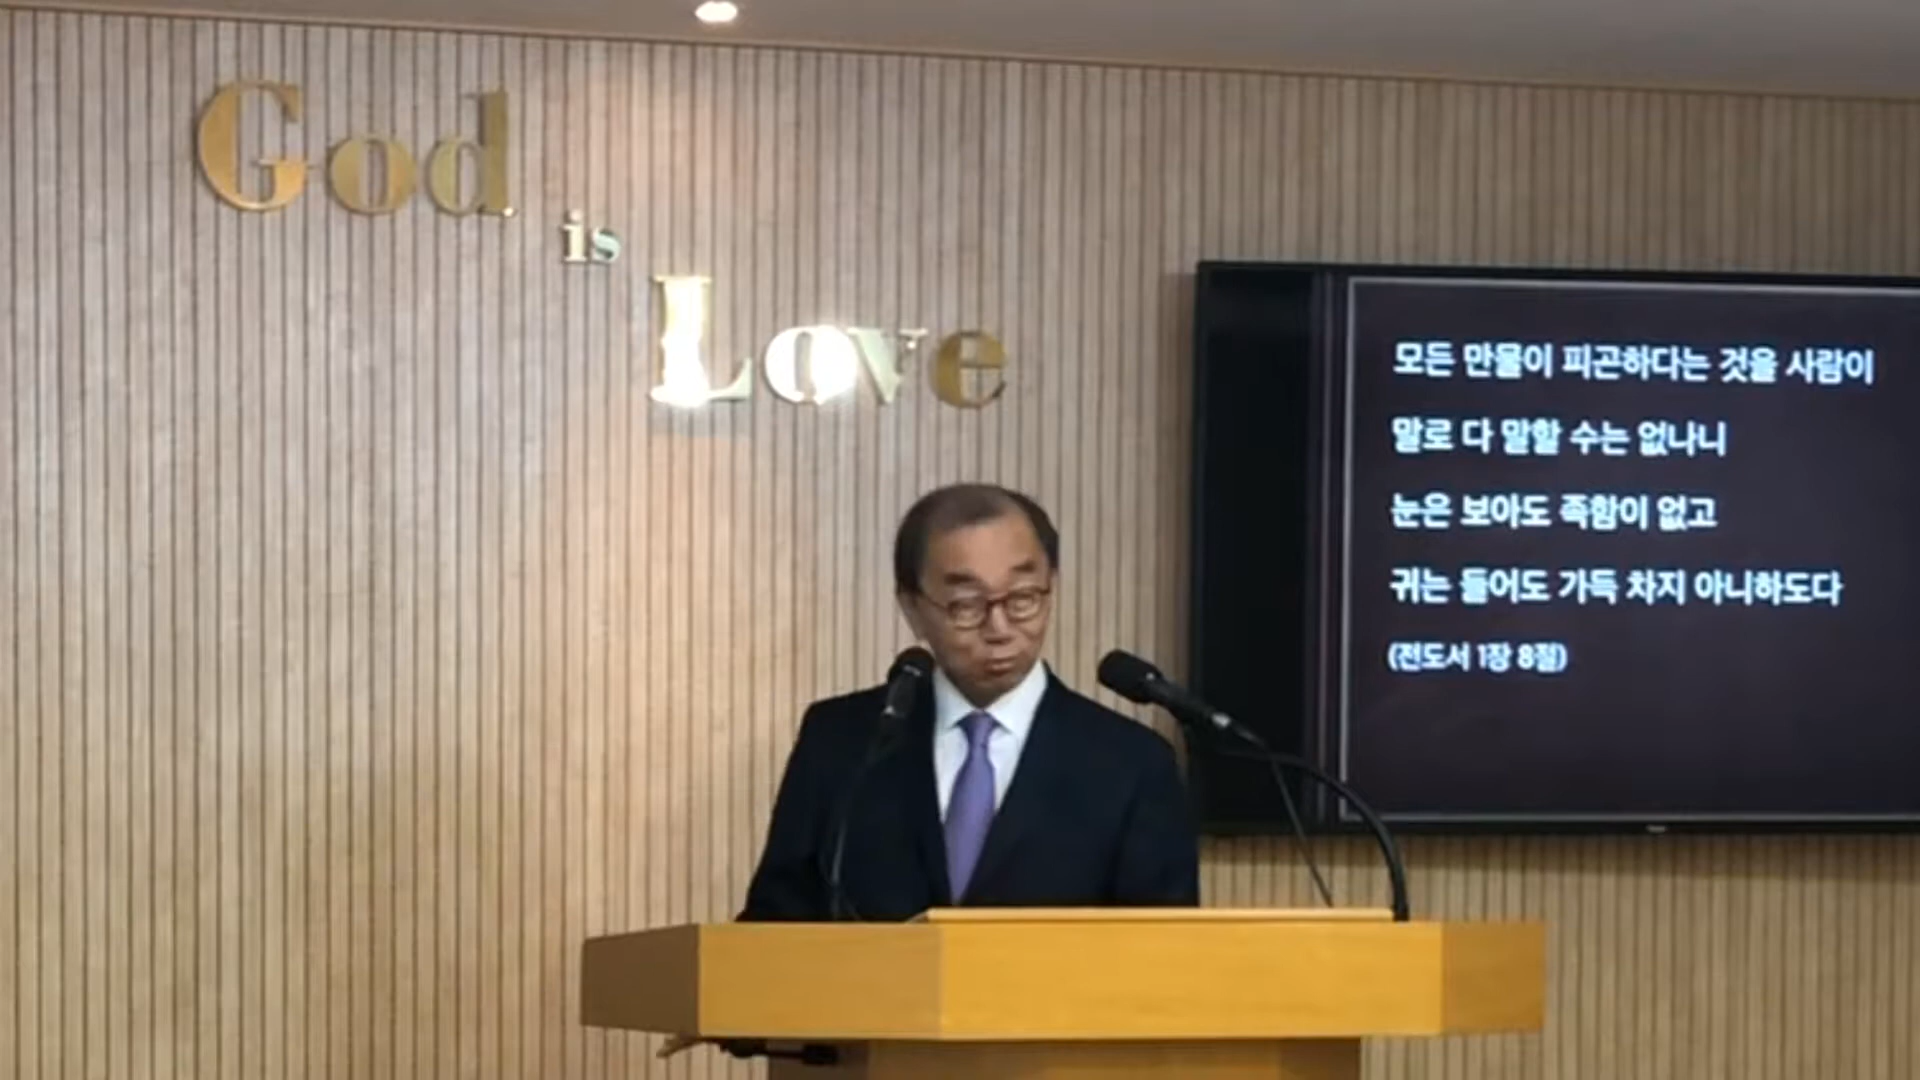 God
is
Love
모든 만물이 피곤하다는 것을 사람이
말로 다 말할 수는 없나니
눈은 보아도 족함이 없고
귀는 들어도 가득 차지 아니하도다
(전도서 1장 8절)